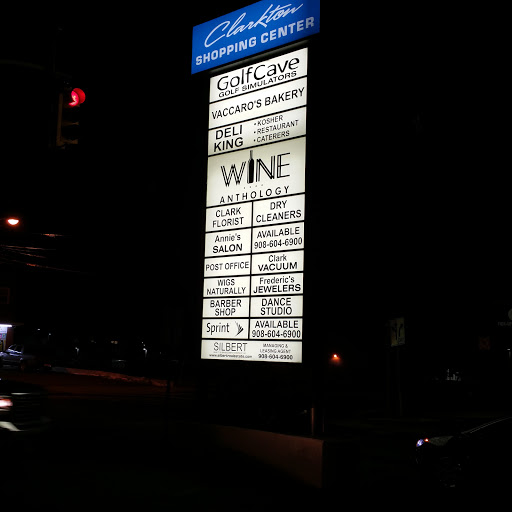 Clarkton
SHOPPING CENTER
GolfCave
GOLF SIMULATORS
VACCARO'S BAKERY
DELI KING
• KOSHER
• RESTAURANT
• CATERERS
WINE
ANTHOLOGY
CLARK FLORIST
DRY CLEANERS
Annie's SALON
AVAILABLE 908-604-6900
POST OFFICE
Clark VACUUM
WIGS NATURALLY
Frederic's JEWELERS
BARBER SHOP
DANCE STUDIO
Sprint
AVAILABLE 908-604-6900
SILBERT
MANAGING & LEASING AGENT
908-604-6900